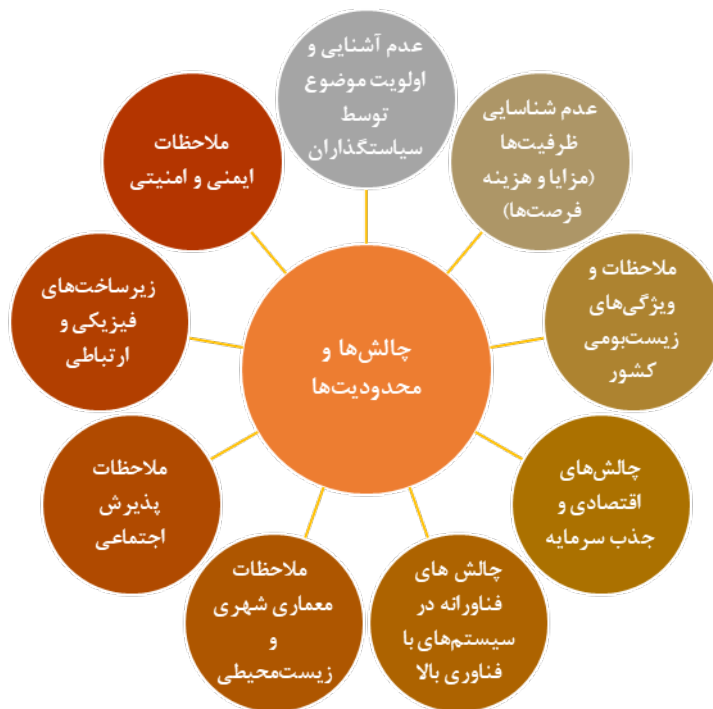 چالش‌ها و
محدودیت‌ها
عدم آشنایی و
اولویت موضوع
توسط
سیاستگذاران
عدم شناسایی
ظرفیت‌ها
(مزایا و هزینه
فرصت‌ها)
ملاحظات و
ویژگی‌های
زیست‌بومی
کشور
چالش‌های
اقتصادی و
جذب سرمایه
چالش های
فناورانه در
سیستم‌های با
فناوری بالا
ملاحظات
معماری شهری
و
زیست‌محیطی
ملاحظات
پذیرش
اجتماعی
زیرساخت‌های
فیزیکی و
ارتباطی
ملاحظات
ایمنی و امنیتی